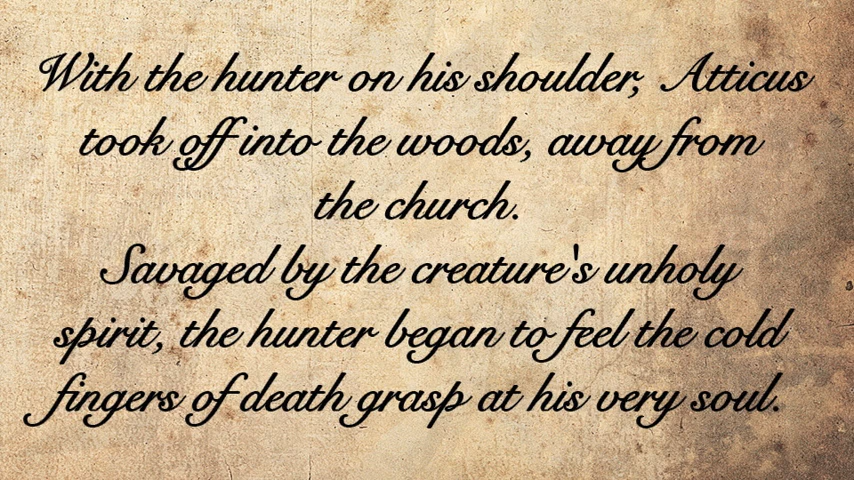 With the hunter on his shoulder, Atticus
took off into the woods, away from
the church.
Savaged by the creature's unholy
spirit, the hunter began to feel the cold
fingers of death grasp at his very soul.